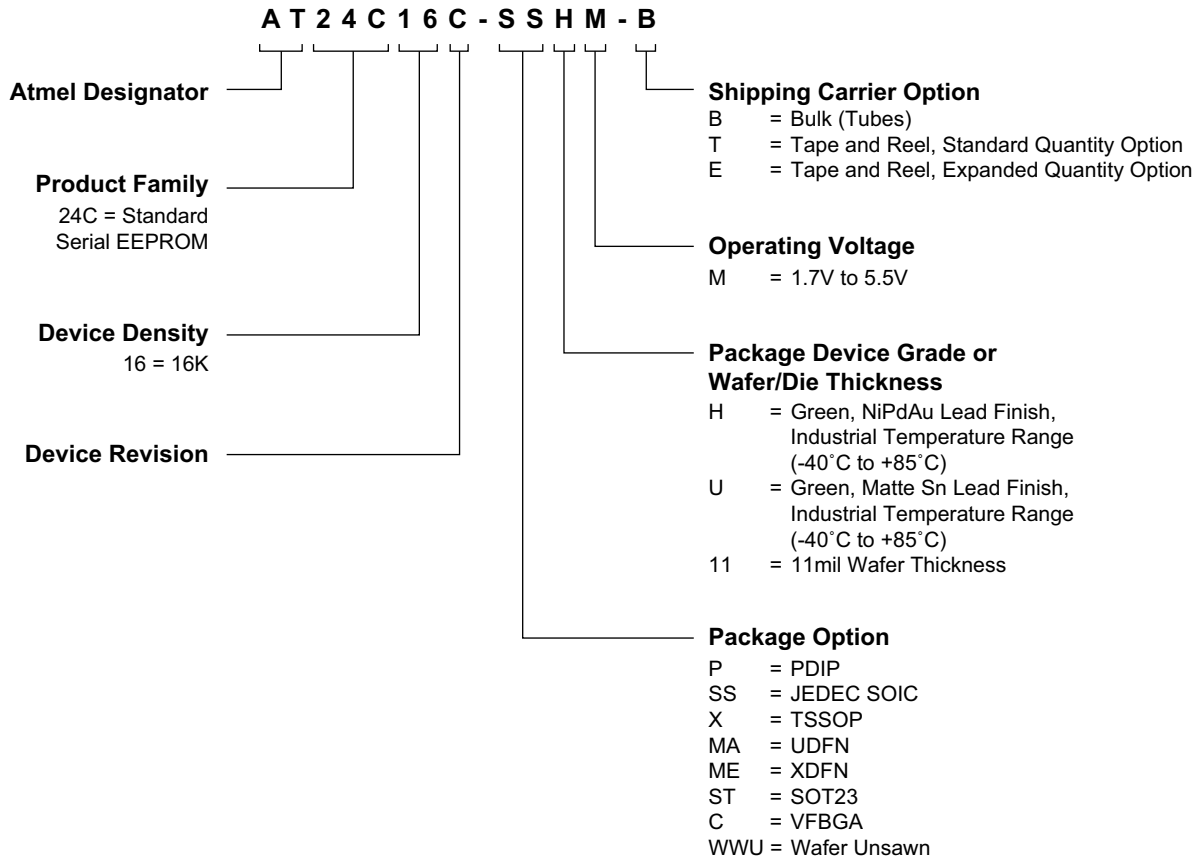 AT24C16C-SSHM-B
Atmel Designator
Product Family
24C = Standard
Serial EEPROM
Device Density
16 = 16K
Device Revision
Shipping Carrier Option
B = Bulk (Tubes)
T = Tape and Reel, Standard Quantity Option
E = Tape and Reel, Expanded Quantity Option
Operating Voltage
M = 1.7V to 5.5V
Package Device Grade or
Wafer/Die Thickness
H = Green, NiPdAu Lead Finish,
Industrial Temperature Range
(-40˚C to +85˚C)
U = Green, Matte Sn Lead Finish,
Industrial Temperature Range
(-40˚C to +85˚C)
11 = 11mil Wafer Thickness
Package Option
P = PDIP
SS = JEDEC SOIC
X = TSSOP
MA = UDFN
ME = XDFN
ST = SOT23
C = VFBGA
WWU = Wafer Unsawn